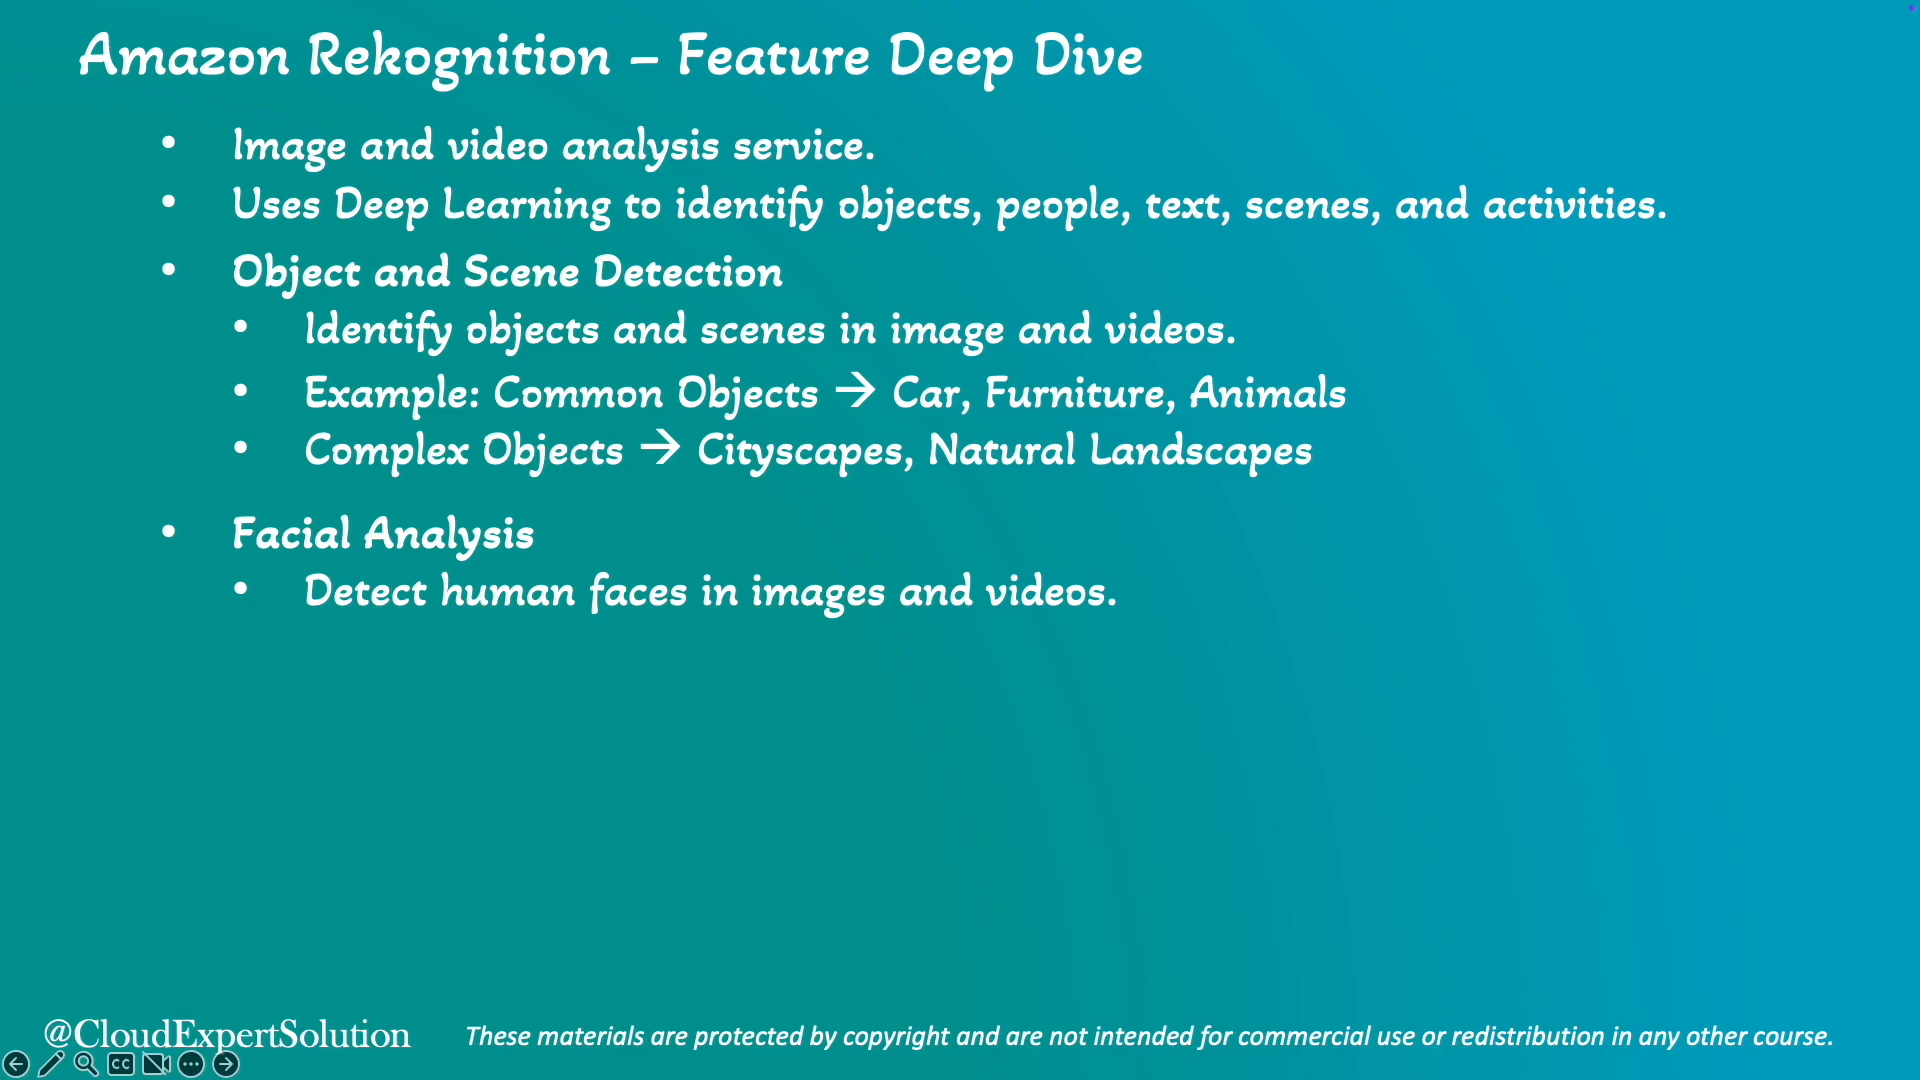 Amazon Rekognition – Feature Deep Dive
• Image and video analysis service.
• Uses Deep Learning to identify objects, people, text, scenes, and activities.
• Object and Scene Detection
• Identify objects and scenes in image and videos.
• Example: Common Objects → Car, Furniture, Animals
• Complex Objects → Cityscapes, Natural Landscapes
• Facial Analysis
• Detect human faces in images and videos.
@CloudExpertSolution
These materials are protected by copyright and are not intended for commercial use or redistribution in any other course.
CC